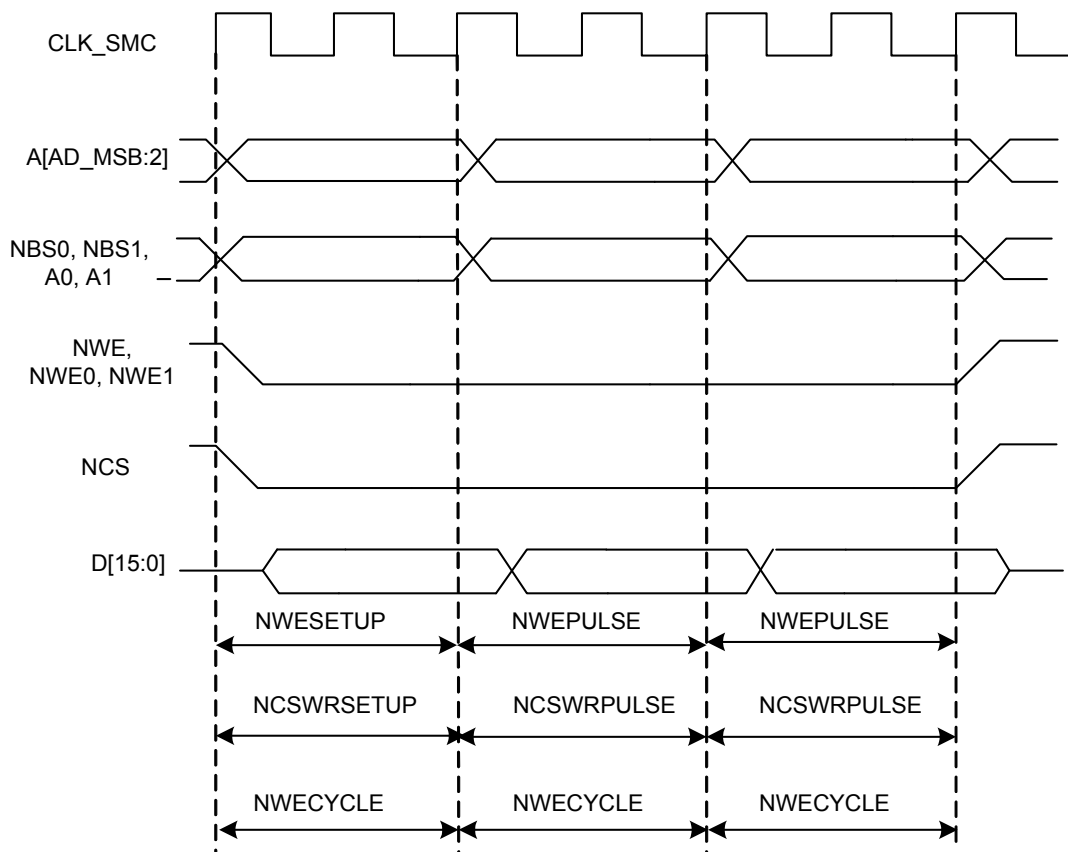 CLK_SMC
A[AD_MSB:2]
NBS0, NBS1,
A0, A1
NWE,
NWE0, NWE1
NCS
D[15:0]
NWESETUP NWEPULSE NWEPULSE
NCSWRSETUP NCSWRPULSE NCSWRPULSE
NWECYCLE NWECYCLE NWECYCLE